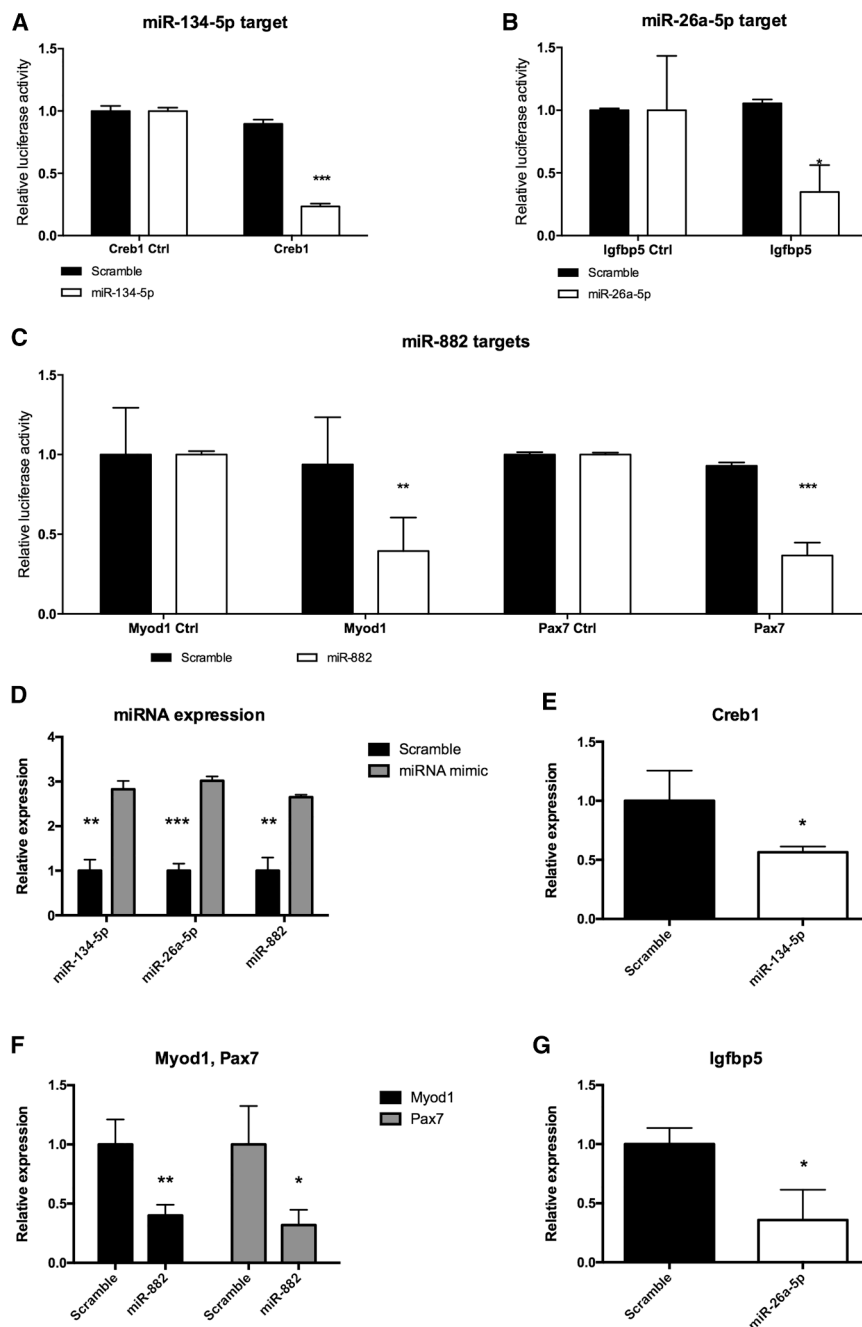 A
miR-134-5p target
Relative luciferase activity
1.5
1.0
0.5
0.0
***
Creb1 Ctrl Creb1
Scramble
miR-134-5p
B
miR-26a-5p target
Relative luciferase activity
1.5
1.0
0.5
0.0
*
Igfbp5 Ctrl Igfbp5
Scramble
miR-26a-5p
C
miR-882 targets
Relative luciferase activity
1.5
1.0
0.5
0.0
** ***
Myod1 Ctrl Myod1 Pax7 Ctrl Pax7
Scramble miR-882
D
miRNA expression
Relative expression
4
3
2
1
0
** *** **
miR-134-5p miR-26a-5p miR-882
Scramble
miRNA mimic
E
Creb1
Relative expression
1.5
1.0
0.5
0.0
*
Scramble miR-134-5p
F
Myod1, Pax7
Relative expression
1.5
1.0
0.5
0.0
** *
Scramble miR-882 Scramble miR-882
Myod1
Pax7
G
Igfbp5
Relative expression
1.5
1.0
0.5
0.0
*
Scramble miR-26a-5p